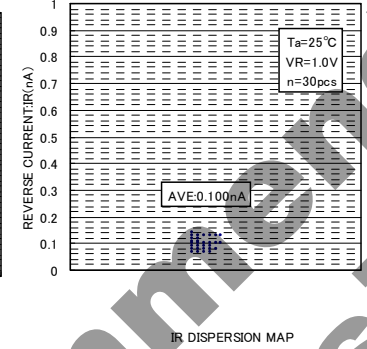 1
0.9
0.8
0.7
0.6
0.5
0.4
0.3
0.2
0.1
0
REVERSE CURRENT:IR(nA)
Ta=25℃
VR=1.0V
n=30pcs
AVE:0.100nA
IR DISPERSION MAP